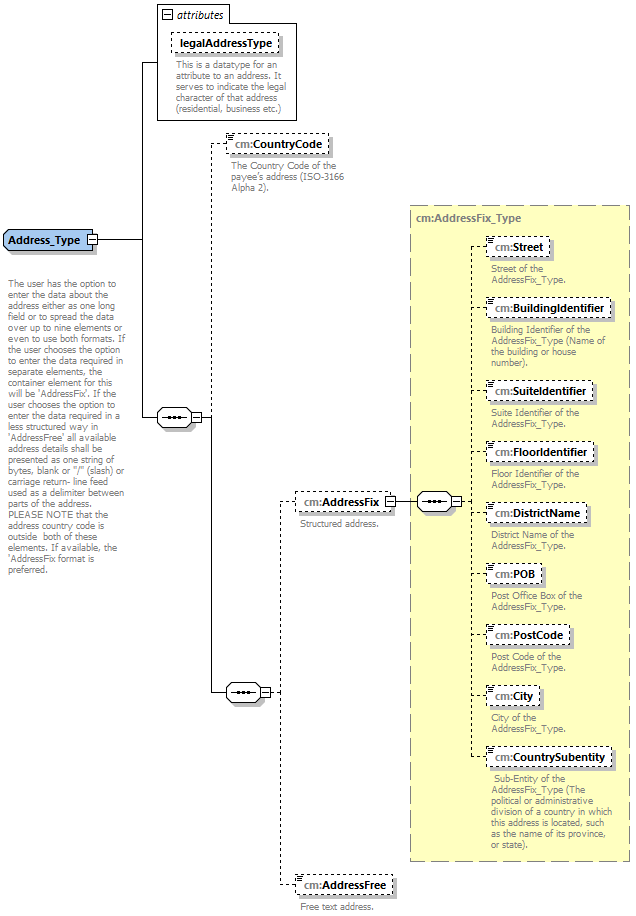 attributes
legalAddressType
This is a datatype for an
attribute to an address. It
serves to indicate the legal
character of that address
(residential, business etc.)
cm:CountryCode
The Country Code of the
payee's address (ISO-3166
Alpha 2).
Address_Type
The user has the option to
enter the data about the
address either as one long
field or to spread the data
over up to nine elements or
even to use both formats. If
the user chooses the option
to enter the data required in
separate elements, the
container element for this
will be 'AddressFix'. If the
user chooses the option to
enter the data required in a
less structured way in
'AddressFree' all available
address details shall be
presented as one string of
bytes, blank or "/" (slash) or
carriage return- line feed
used as a delimiter between
parts of the address.
PLEASE NOTE that the
address country code is
outside  both of these
elements. If available, the
'AddressFix format is
preferred.
cm:AddressFix
Structured address.
cm:AddressFix_Type
cm:Street
Street of the
AddressFix_Type.
cm:BuildingIdentifier
Building Identifier of the
AddressFix_Type (Name of
the building or house
number).
cm:SuiteIdentifier
Suite Identifier of the
AddressFix_Type.
cm:FloorIdentifier
Floor Identifier of the
AddressFix_Type.
cm:DistrictName
District Name of the
AddressFix_Type.
cm:POB
Post Office Box of the
AddressFix_Type.
cm:PostCode
Post Code of the
AddressFix_Type.
cm:City
City of the
AddressFix_Type.
cm:CountrySubentity
Sub-Entity of the
AddressFix_Type (The
political or administrative
division of a country in which
this address is located, such
as the name of its province,
or state).
cm:AddressFree
Free text address.